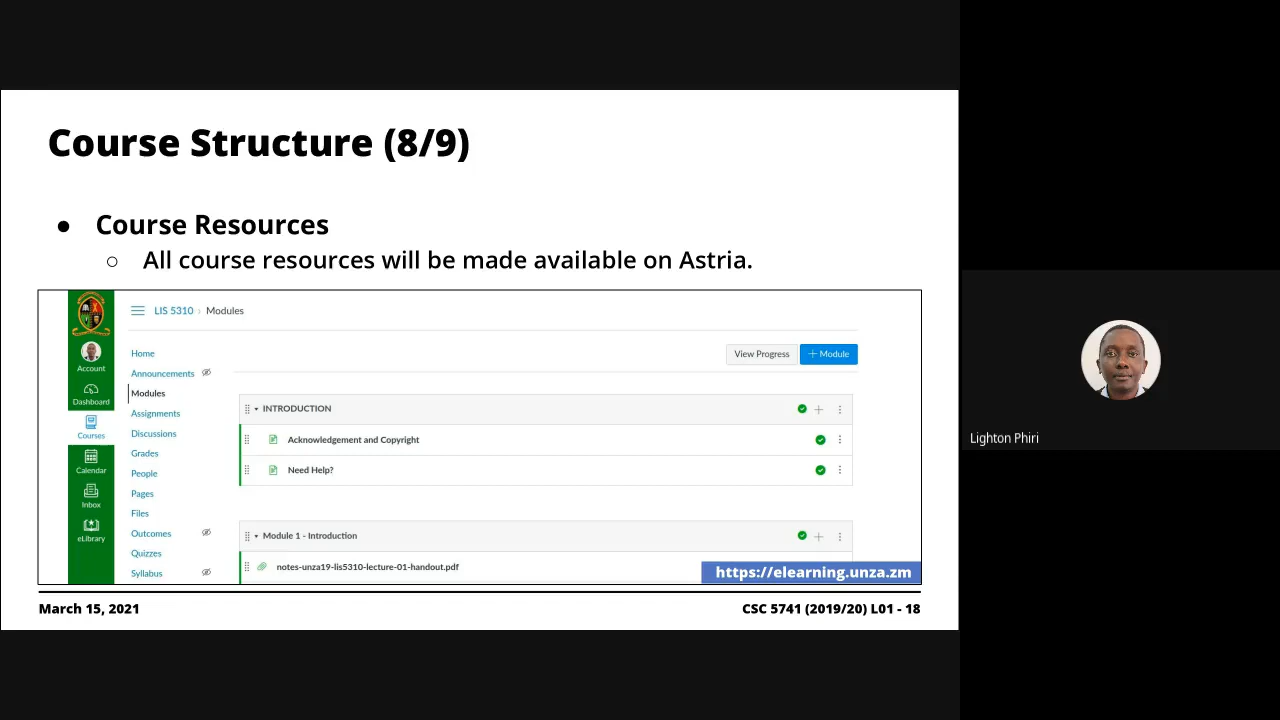 Course Structure (8/9)
● Course Resources
○ All course resources will be made available on Astria.
LIS 5310 › Modules
Account
Dashboard
Courses
Calendar
Inbox
eLibrary
Home
Announcements
Modules
Assignments
Discussions
Grades
People
Pages
Files
Outcomes
Quizzes
Syllabus
View Progress
+ Module
INTRODUCTION
Acknowledgement and Copyright
Need Help?
Module 1 - Introduction
notes-unza19-lis5310-lecture-01-handout.pdf
https://elearning.unza.zm
March 15, 2021
CSC 5741 (2019/20) L01 - 18
Lighton Phiri